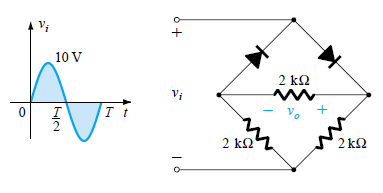 v_i
10 V
0 T/2 T t
+
v_i
−
2 kΩ
− v_o +
2 kΩ 2 kΩ